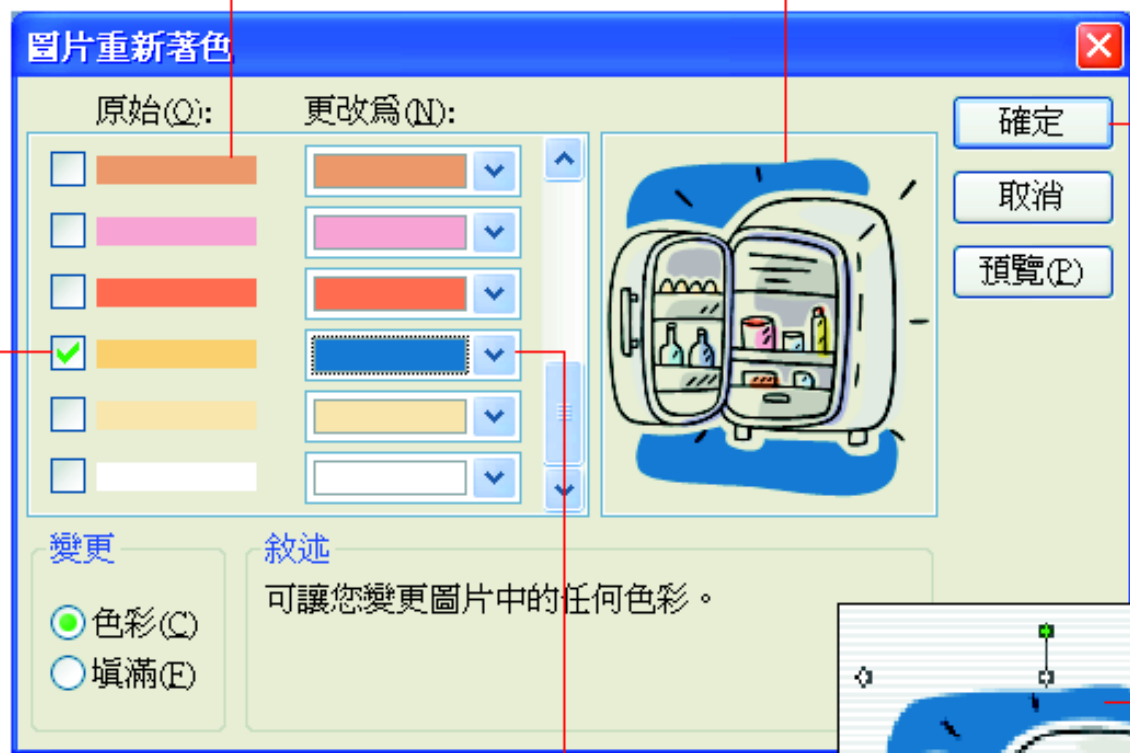 圖片重新著色
原始(O): 更改為(N):
確定
取消
預覽(P)
變更
色彩(C)
填滿(F)
敘述
可讓您變更圖片中的任何色彩。